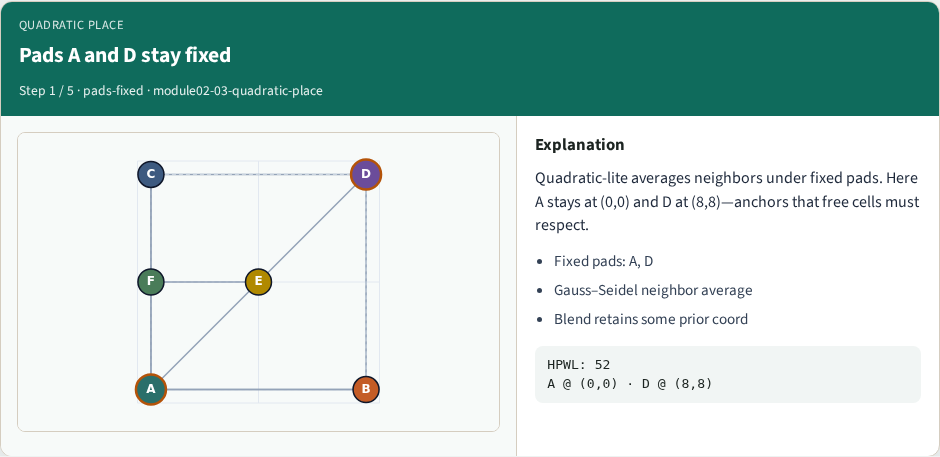 QUADRATIC PLACE
Pads A and D stay fixed
Step 1 / 5 · pads-fixed · module02-03-quadratic-place
C
D
F
E
A
B
Explanation
Quadratic-lite averages neighbors under fixed pads. Here
A stays at (0,0) and D at (8,8)—anchors that free cells must
respect.
• Fixed pads: A, D
• Gauss–Seidel neighbor average
• Blend retains some prior coord
HPWL: 52
A @ (0,0) · D @ (8,8)